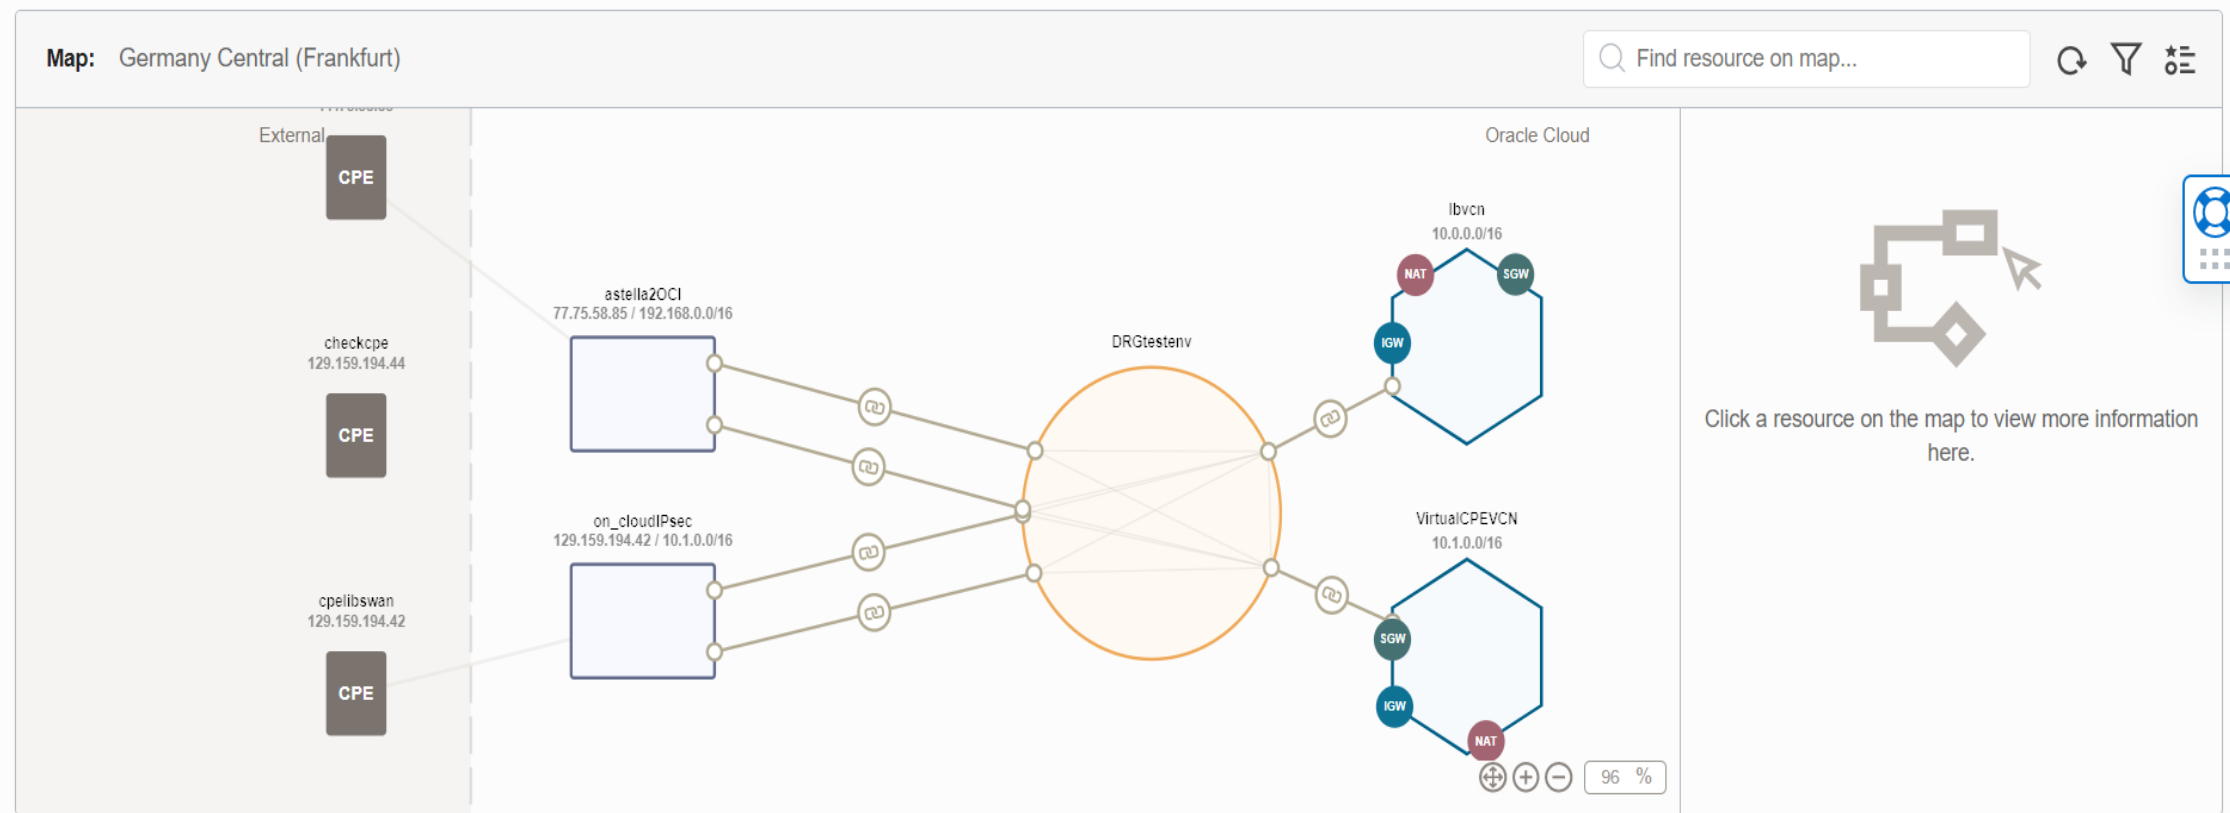 Map: Germany Central (Frankfurt)
Find resource on map...
External
Oracle Cloud
CPE
checkcpe
129.159.194.44
CPE
cpelibswan
129.159.194.42
CPE
astella2OCI
77.75.58.85 / 192.168.0.0/16
on_cloudIPsec
129.159.194.42 / 10.1.0.0/16
DRGtestenv
lbvcn
10.0.0.0/16
NAT
SGW
IGW
VirtualCPEVCN
10.1.0.0/16
SGW
IGW
NAT
96 %
Click a resource on the map to view more information
here.